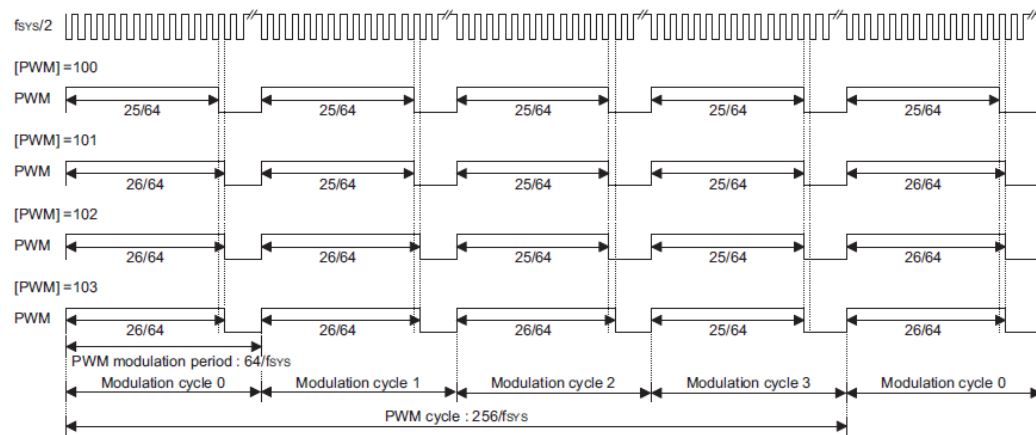 fSYS/2
[PWM] =100
PWM
25/64 25/64 25/64 25/64 25/64
[PWM] =101
PWM
26/64 25/64 25/64 25/64 26/64
[PWM] =102
PWM
26/64 26/64 25/64 25/64 26/64
[PWM] =103
PWM
26/64 26/64 26/64 25/64 26/64
PWM modulation period : 64/fSYS
Modulation cycle 0 Modulation cycle 1 Modulation cycle 2 Modulation cycle 3 Modulation cycle 0
PWM cycle : 256/fSYS